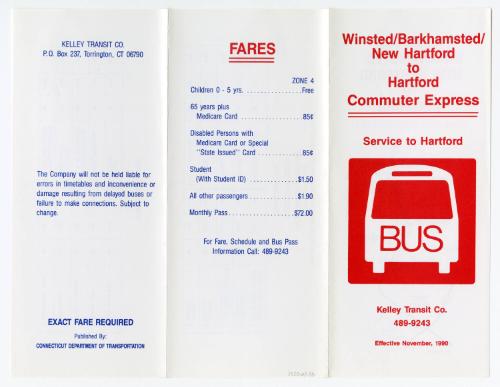 KELLEY TRANSIT CO.
P.O. Box 237, Torrington, CT 06790
The Company will not be held liable for
errors in timetables and inconvenience or
damage resulting from delayed buses or
failure to make connections. Subject to
change.
EXACT FARE REQUIRED
Published By:
CONNECTICUT DEPARTMENT OF TRANSPORTATION
FARES
ZONE 4
Children 0 - 5 yrs. Free
65 years plus
Medicare Card 85¢
Disabled Persons with
Medicare Card or Special
"State Issued" Card 85¢
Student
(With Student ID) $1.50
All other passengers $1.90
Monthly Pass $72.00
For Fare, Schedule and Bus Pass
Information Call: 489-9243
Winsted/Barkhamsted/
New Hartford
to
Hartford
Commuter Express
Service to Hartford
BUS
Kelley Transit Co.
489-9243
Effective November, 1990